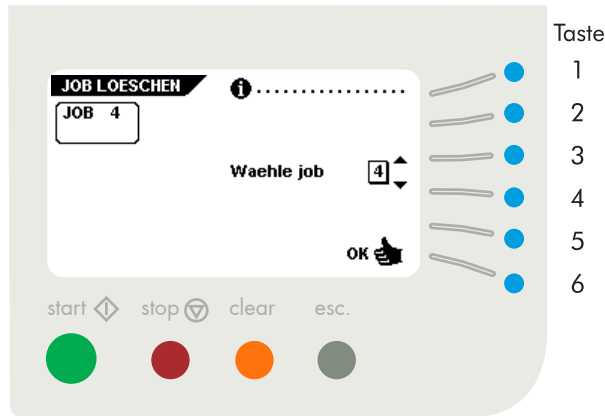 Taste
JOB LOESCHEN
i
1
JOB 4
2
3
Waehle job 4
4
5
OK
6
start stop clear esc.